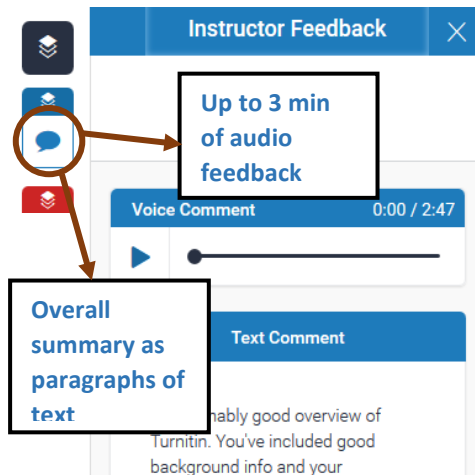 Instructor Feedback
Up to 3 min
of audio
feedback
Voice Comment 0:00 / 2:47
Overall
summary as
paragraphs of
text
Text Comment
good overview of
Turnitin. You've included good
background info and your